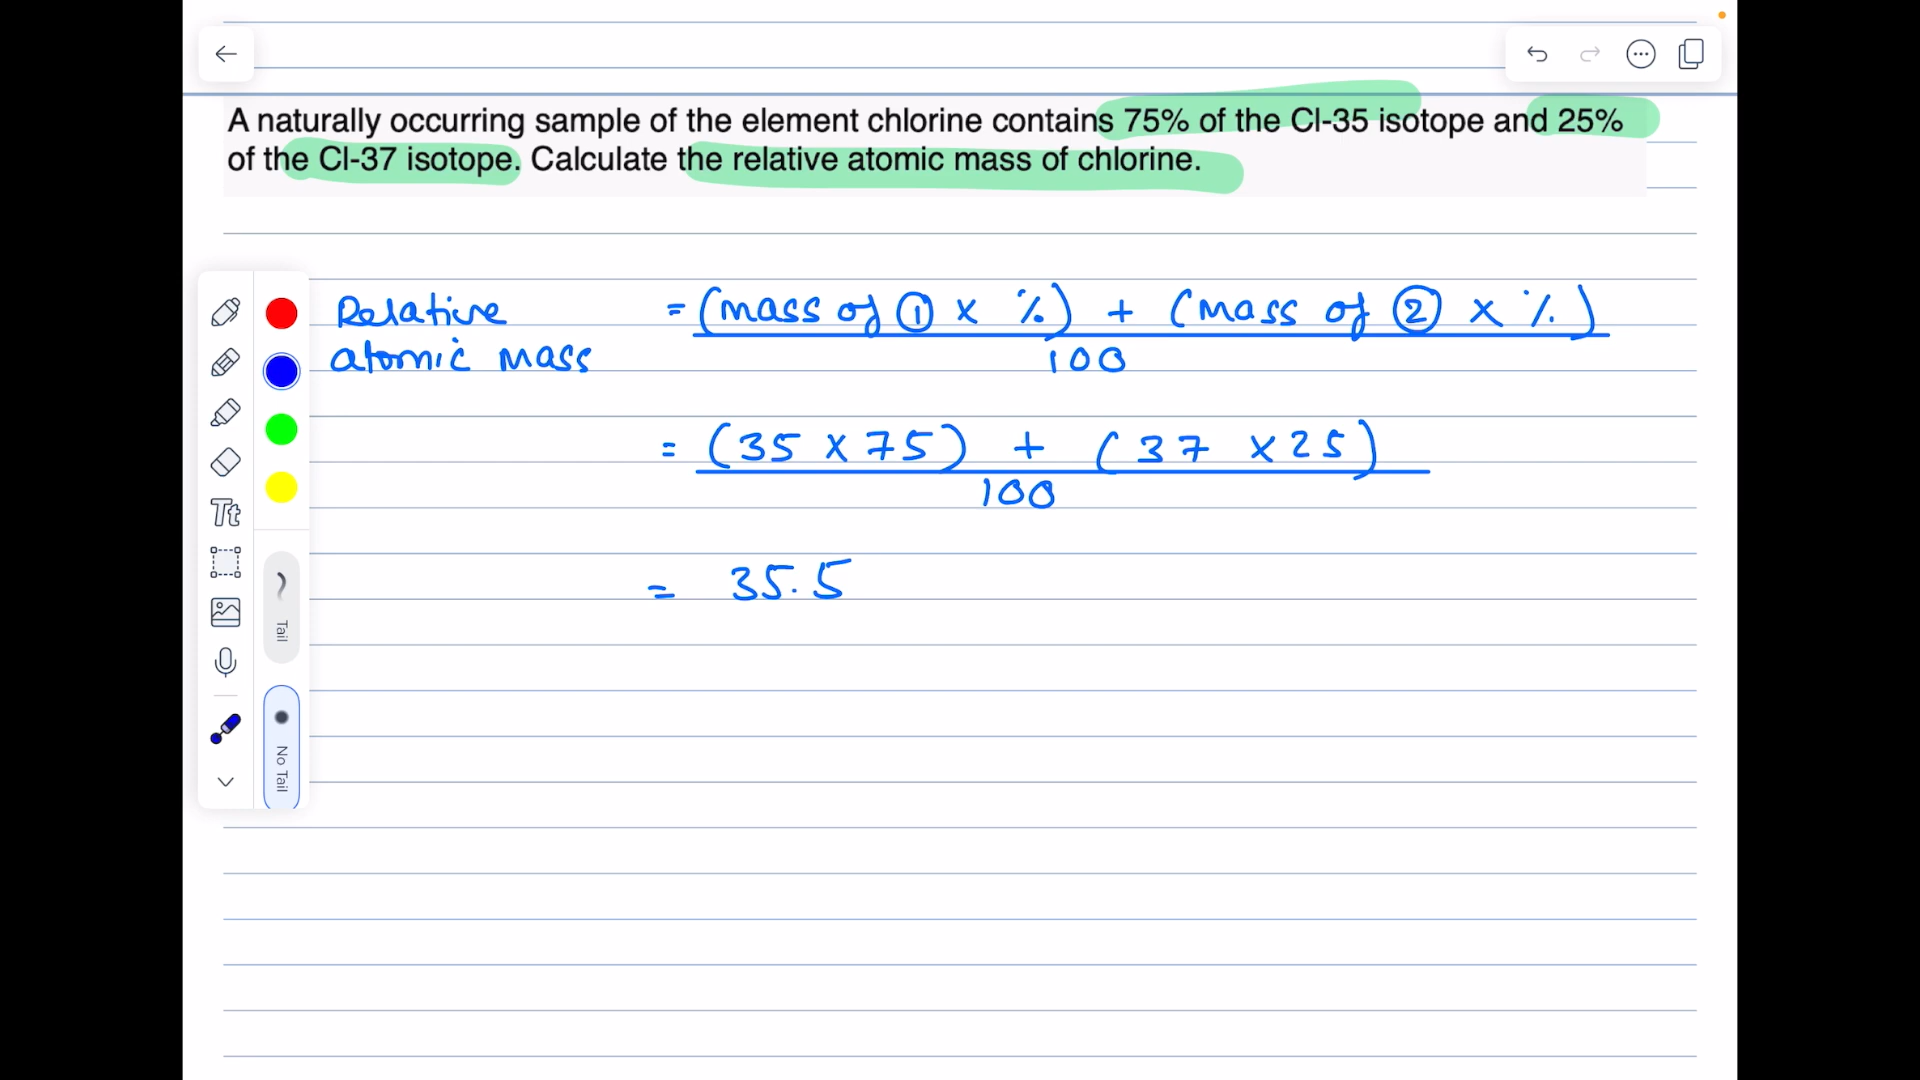 A naturally occurring sample of the element chlorine contains 75% of the Cl-35 isotope and 25%
of the Cl-37 isotope. Calculate the relative atomic mass of chlorine.
Relative = (mass of ① x %) + (mass of ② x %)
atomic mass 100
= (35 x 75) + (37 x 25)
100
= 35.5
Tt
Tail
No Tail